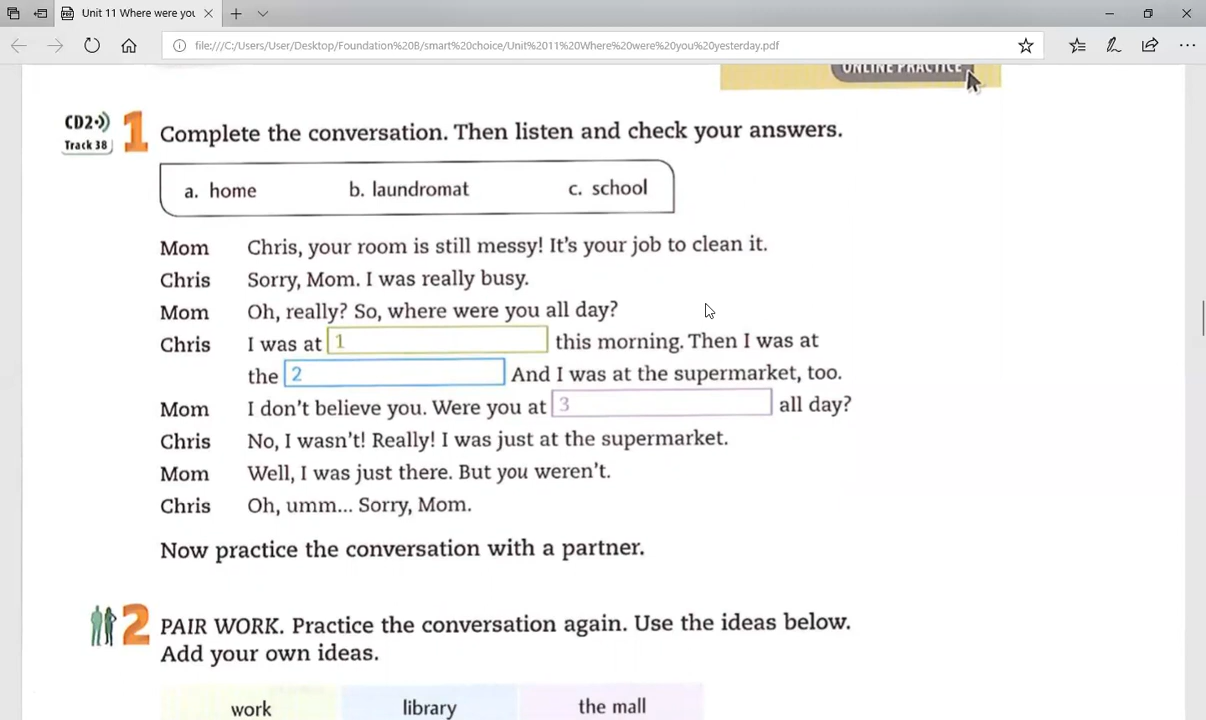 Unit 11 Where were you
file:///C:/Users/User/Desktop/Foundation%20B/smart%20choice/Unit%2011%20Where%20were%20you%20yesterday.pdf
ONLINE PRACTICE
CD2
Track 38
1 Complete the conversation. Then listen and check your answers.
a. home b. laundromat c. school
Mom Chris, your room is still messy! It's your job to clean it.
Chris Sorry, Mom. I was really busy.
Mom Oh, really? So, where were you all day?
Chris I was at 1 this morning. Then I was at
the 2 And I was at the supermarket, too.
Mom I don't believe you. Were you at 3 all day?
Chris No, I wasn't! Really! I was just at the supermarket.
Mom Well, I was just there. But you weren't.
Chris Oh, umm... Sorry, Mom.
Now practice the conversation with a partner.
2 PAIR WORK. Practice the conversation again. Use the ideas below.
Add your own ideas.
work library the mall